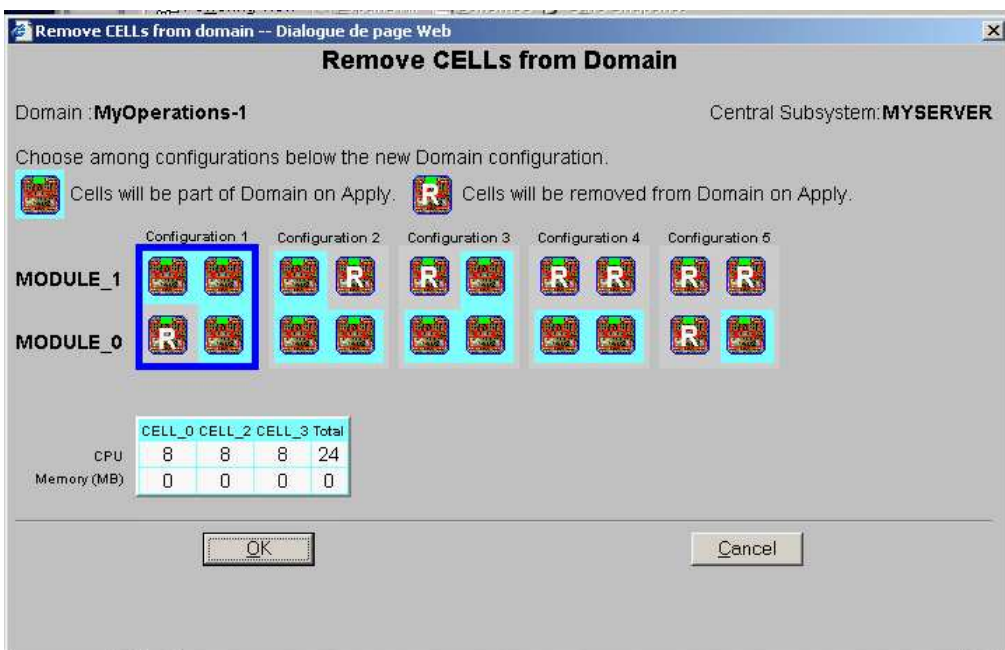 Remove CELLs from domain -- Dialogue de page Web
Remove CELLs from Domain
Domain :MyOperations-1 Central Subsystem:MYSERVER
Choose among configurations below the new Domain configuration.
Cells will be part of Domain on Apply. R Cells will be removed from Domain on Apply.
Configuration 1 Configuration 2 Configuration 3 Configuration 4 Configuration 5
MODULE_1 R R R R R R
MODULE_0 R R
CELL_0 CELL_2 CELL_3 Total
CPU 8 8 8 24
Memory (MB) 0 0 0 0
OK Cancel